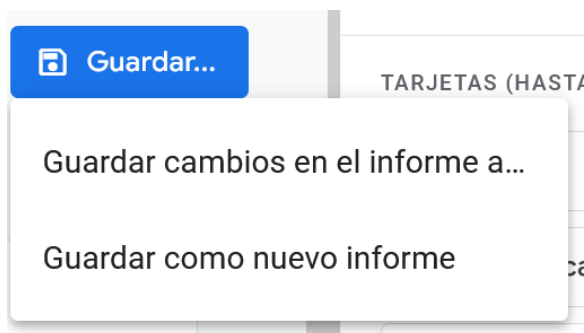 Guardar...
TARJETAS (HASTA
Guardar cambios en el informe a...
Guardar como nuevo informe